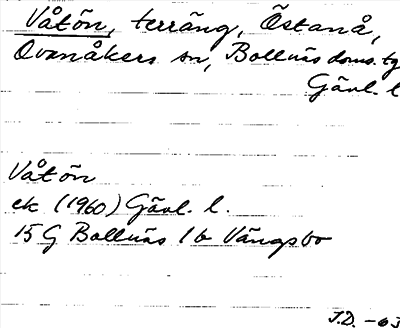 Våtön, terräng, Östanå,
Ovanåkers sn, Bollnäs doms. tg
Gävl. l
Våtön
ek (1960) Gävl. l.
15 G Bollnäs 1 b Vängsbo
J.D. -63